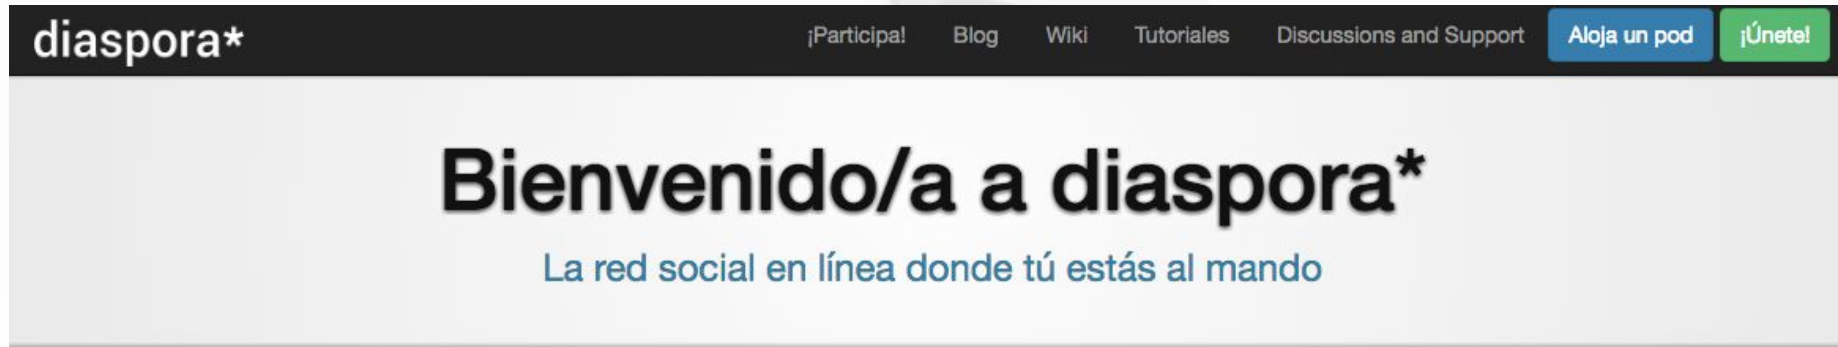 diaspora* ¡Participa! Blog Wiki Tutoriales Discussions and Support Aloja un pod ¡Únete!
Bienvenido/a a diaspora*
La red social en línea donde tú estás al mando